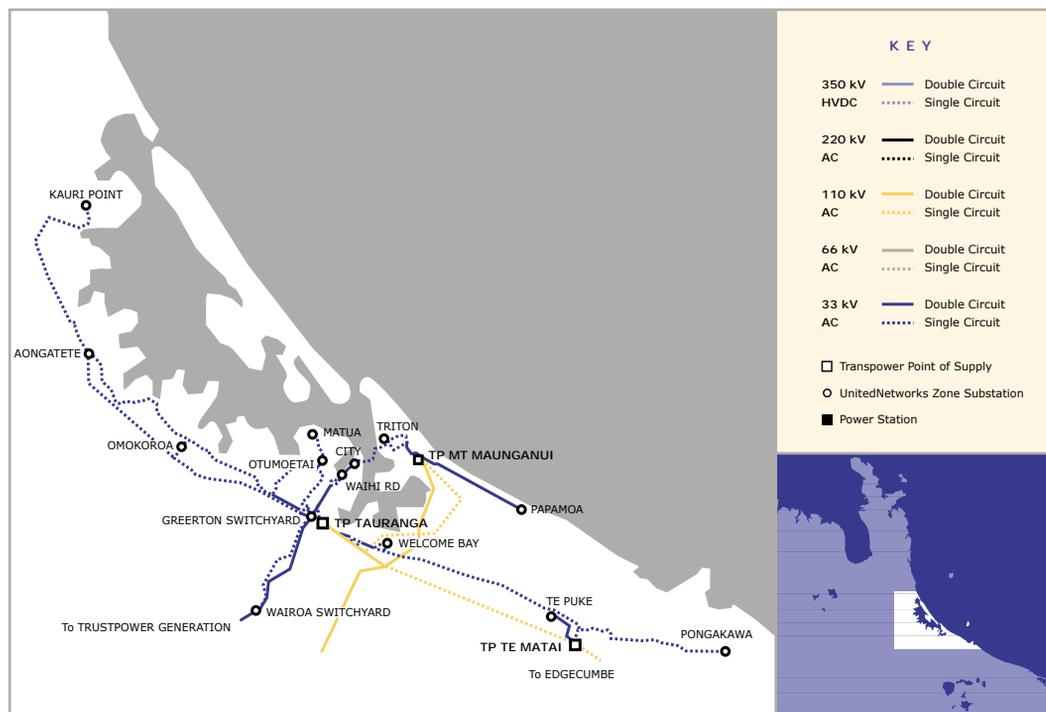 KEY
350 kV Double Circuit
HVDC Single Circuit
220 kV Double Circuit
AC Single Circuit
110 kV Double Circuit
AC Single Circuit
66 kV Double Circuit
AC Single Circuit
33 kV Double Circuit
AC Single Circuit
Transpower Point of Supply
UnitedNetworks Zone Substation
Power Station
KAURI POINT
AONGATETE
OMOKOROA
MATUA
TRITON
CITY
OTUMOETAI
TP MT MAUNGANUI
WAIHI RD
PAPAMOA
GREERTON SWITCHYARD
TP TAURANGA
WELCOME BAY
TE PUKE
WAIROA SWITCHYARD
To TRUSTPOWER GENERATION
PONGAKAWA
TP TE MATAI
To EDGECUMBE